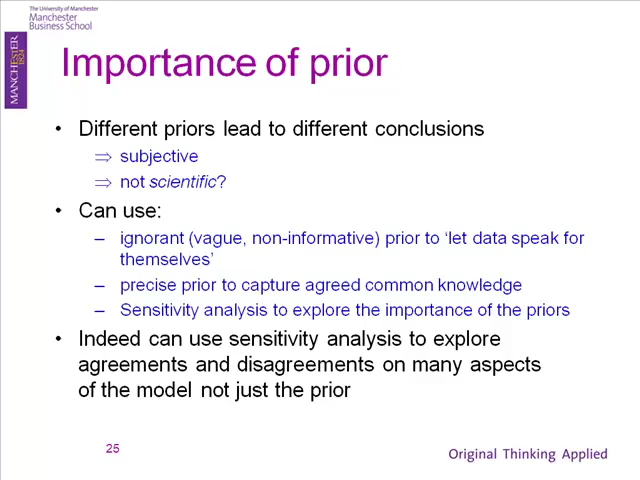 The University of Manchester
Manchester
Business School
MANCHESTER
1824
Importance of prior
• Different priors lead to different conclusions
⇒ subjective
⇒ not scientific?
• Can use:
– ignorant (vague, non-informative) prior to ‘let data speak for
themselves’
– precise prior to capture agreed common knowledge
– Sensitivity analysis to explore the importance of the priors
• Indeed can use sensitivity analysis to explore
agreements and disagreements on many aspects
of the model not just the prior
25
Original Thinking Applied